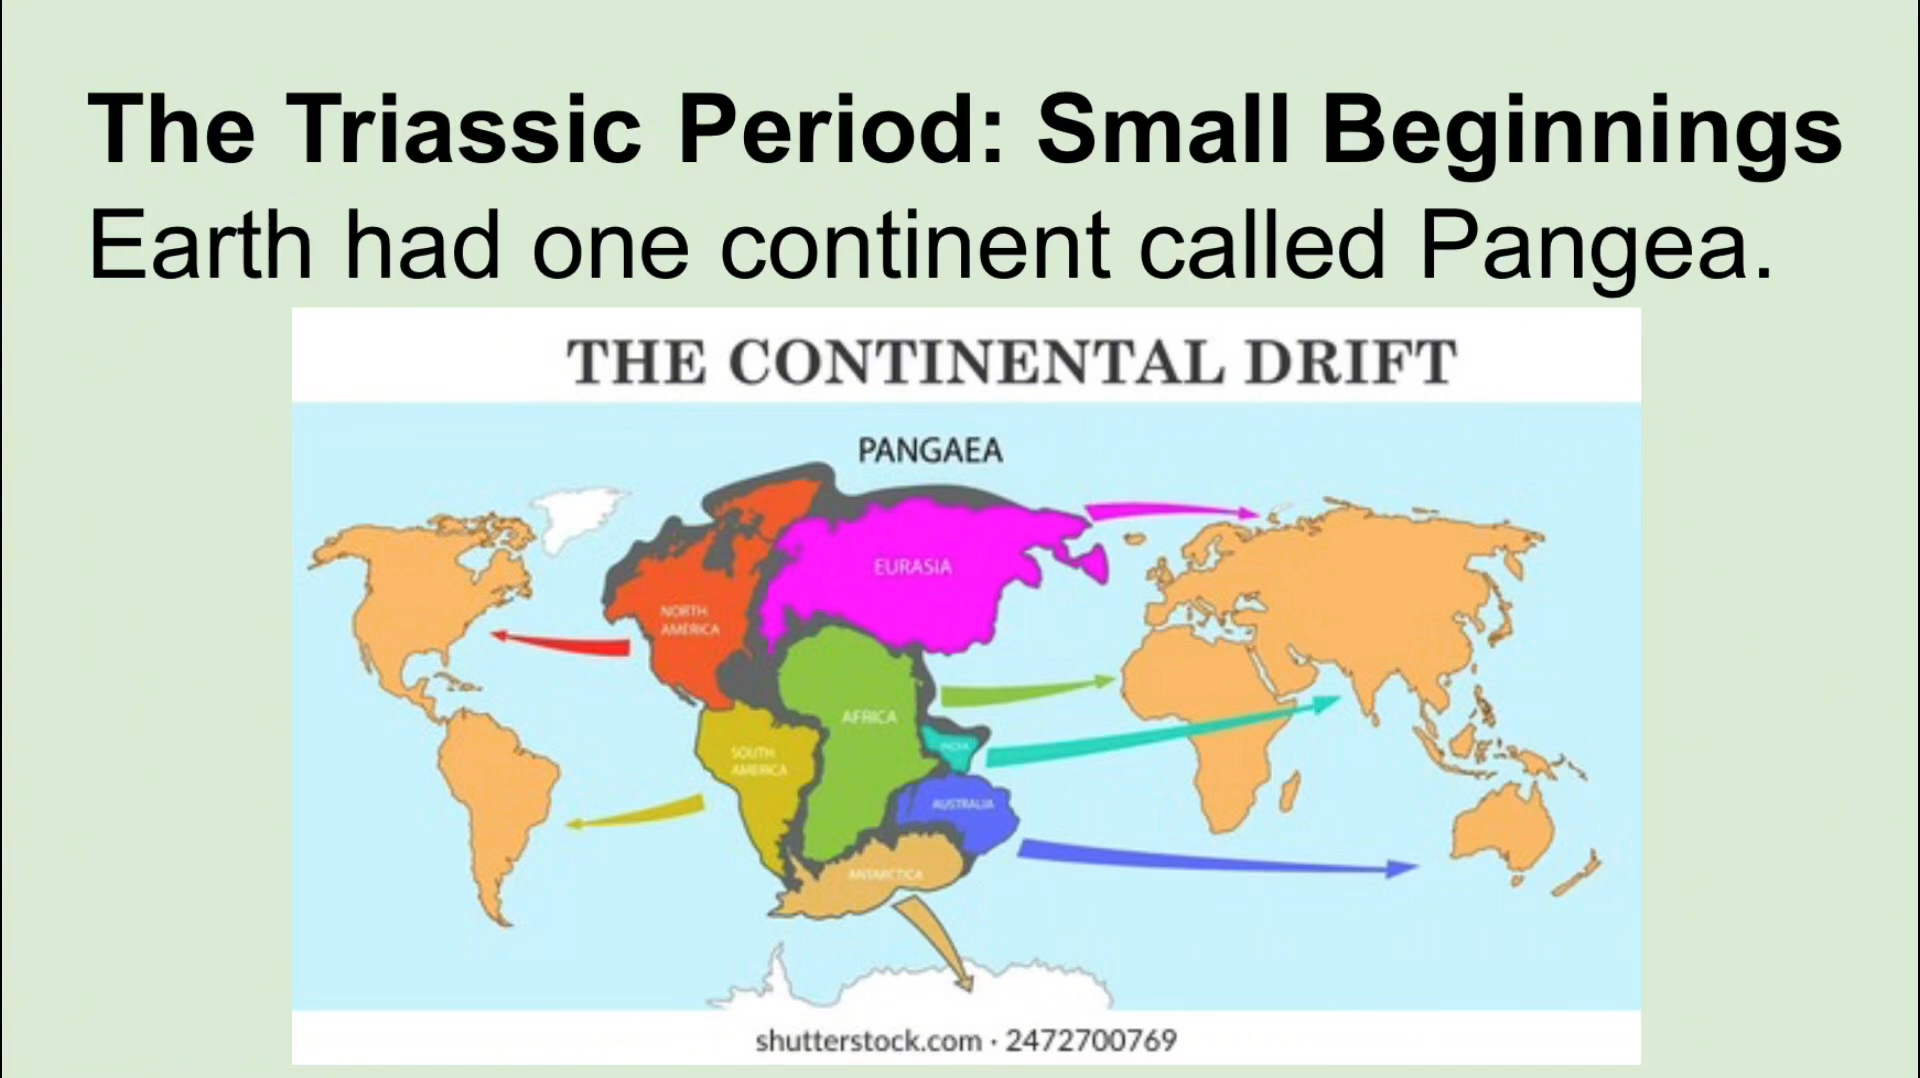 The Triassic Period: Small Beginnings
Earth had one continent called Pangea.
THE CONTINENTAL DRIFT
PANGAEA
EURASIA
NORTH
AMERICA
AFRICA
SOUTH
AMERICA
INDIA
AUSTRALIA
ANTARCTICA
shutterstock.com · 2472700769